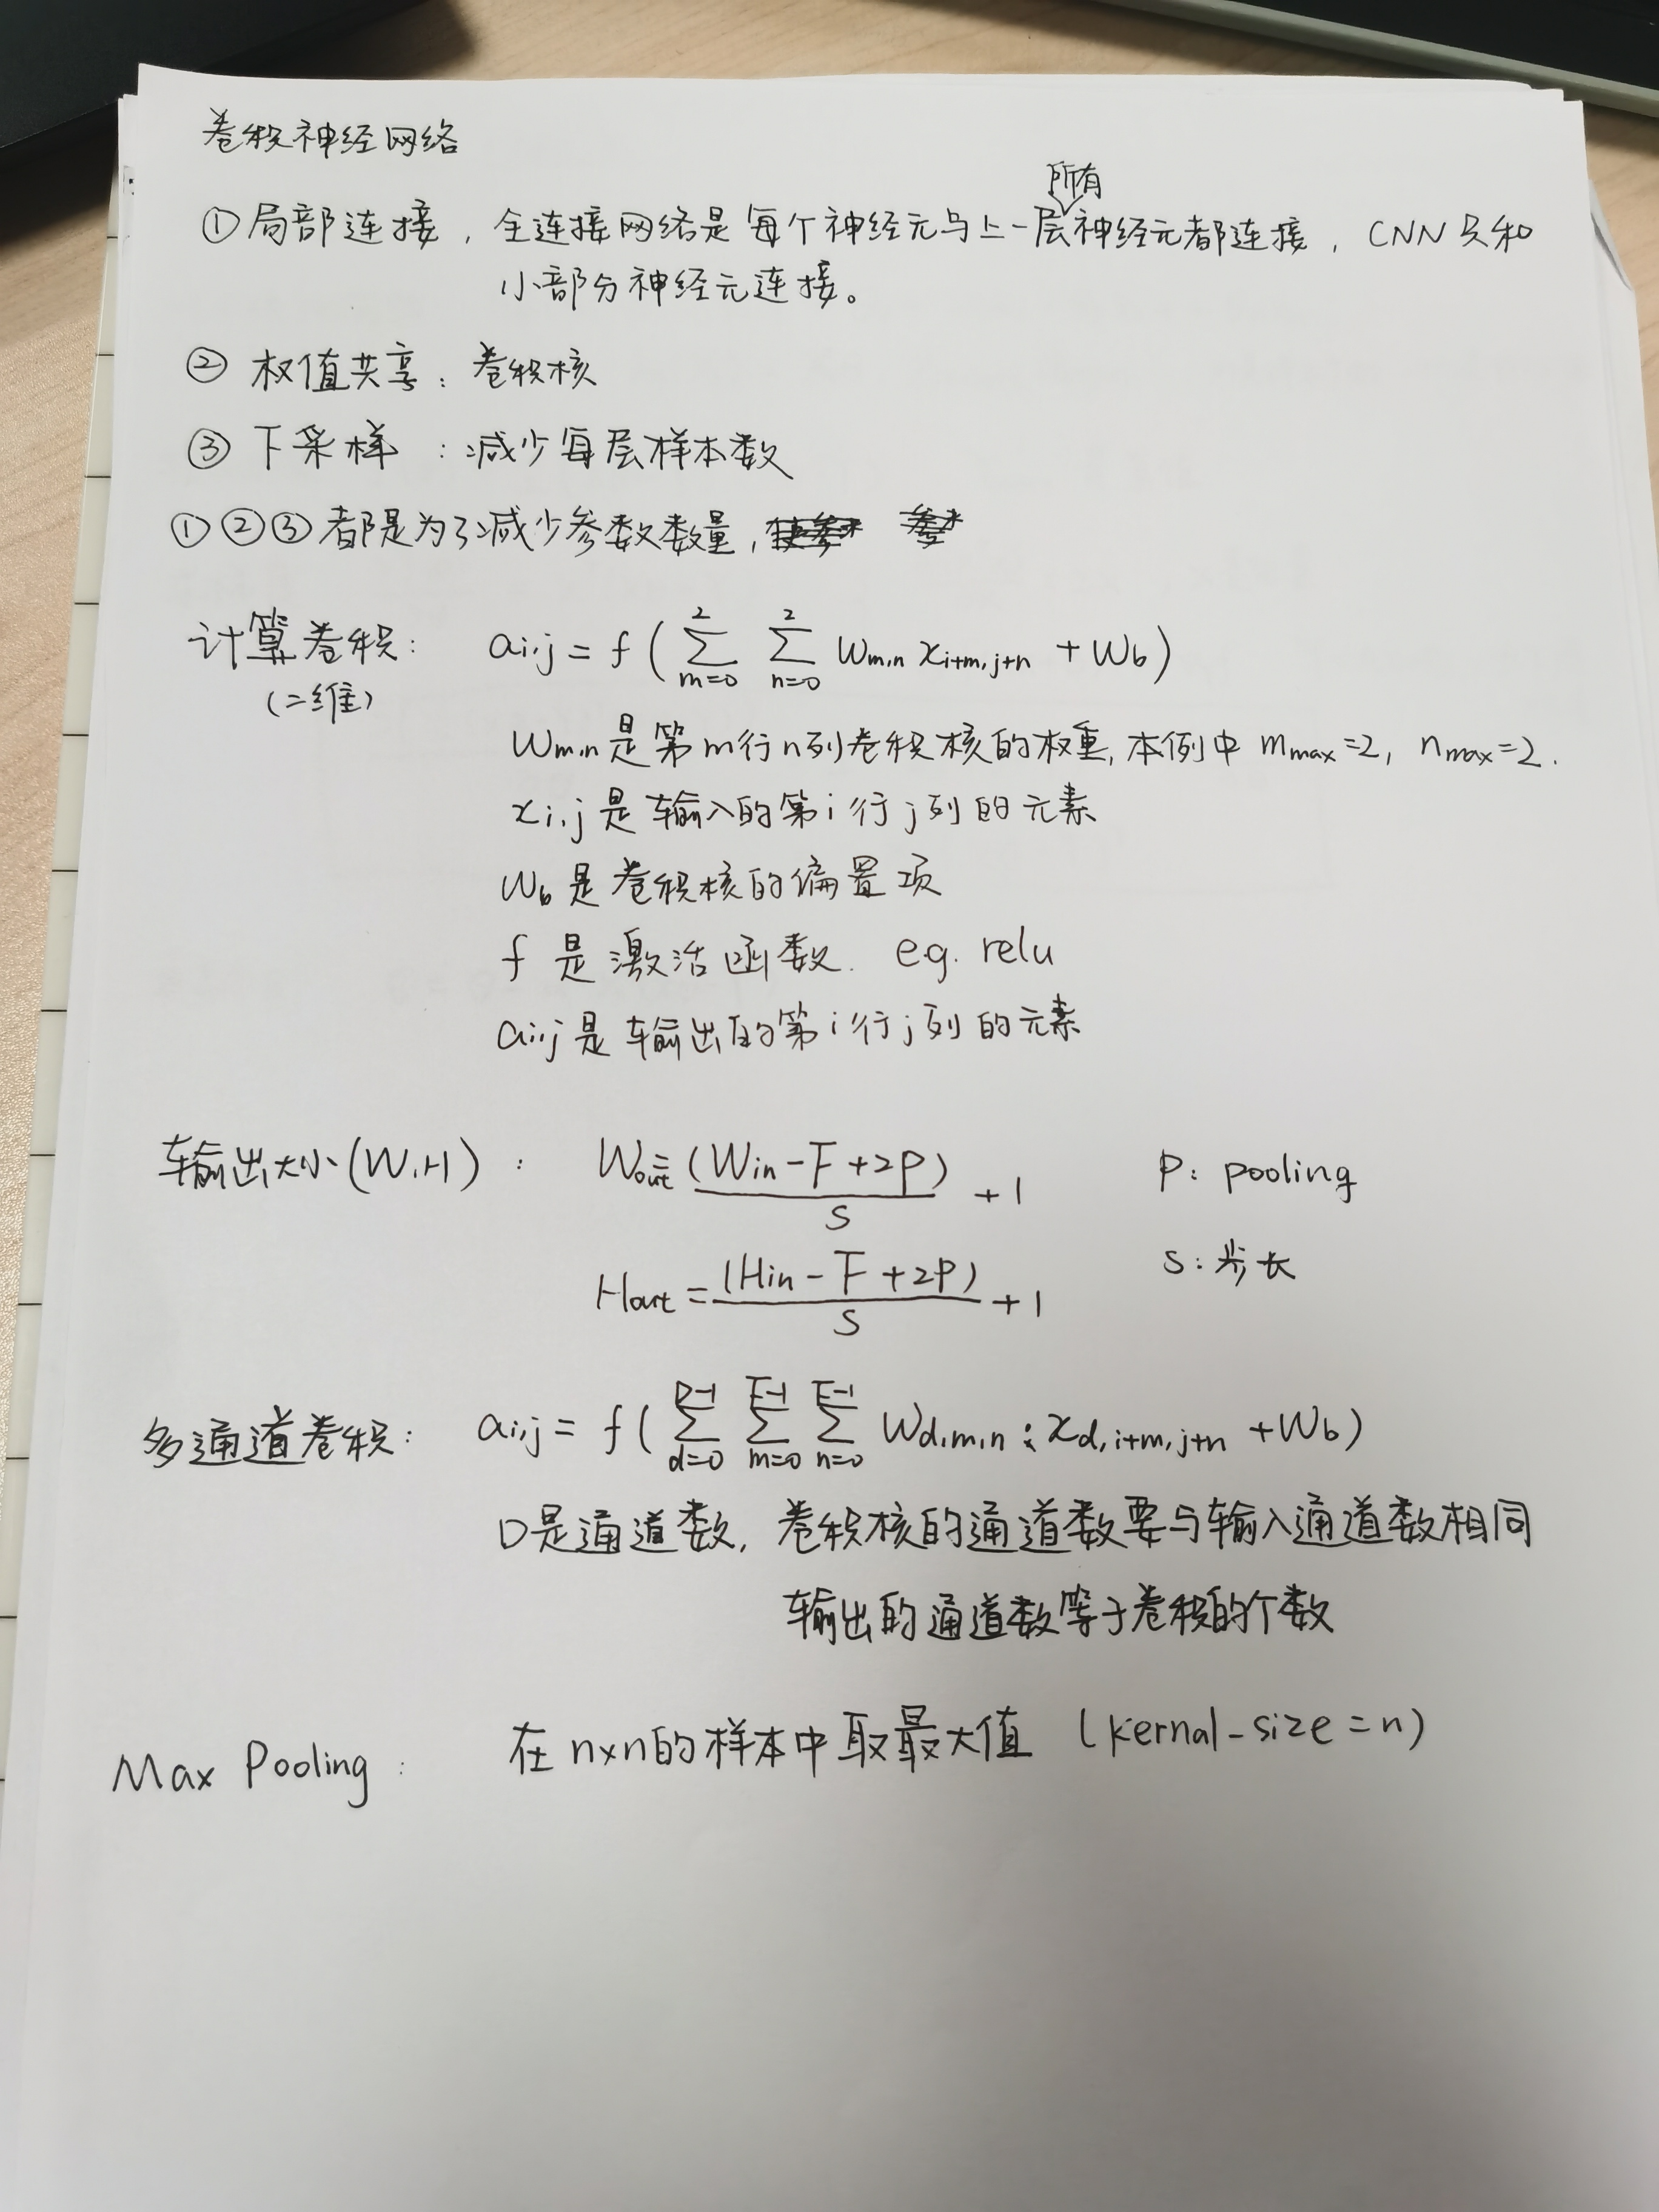 卷积神经网络
①局部连接，全连接网络是每个神经元与上一层所有神经元都连接，CNN只和
小部分神经元连接。
② 权值共享：卷积核
③ 下采样：减少每层样本数
①②③都是为了减少参数数量，
计算卷积： a_{i,j} = f ( \sum_{m=0}^{2} \sum_{n=0}^{2} w_{m,n} x_{i+m,j+n} + w_b )
（二维）
w_{m,n}是第m行n列卷积核的权重，本例中 m_{max}=2, n_{max}=2.
x_{i,j}是输入的第i行j列的元素
w_b是卷积核的偏置项
f 是激活函数. e.g. relu
a_{i,j}是输出的第i行j列的元素
输出大小(W,H)： W_{out} = \frac{(W_{in}-F+2P)}{S} + 1 P: pooling
H_{out} = \frac{(H_{in}-F+2P)}{S} + 1 S: 步长
多通道卷积： a_{i,j} = f ( \sum_{d=0}^{D-1} \sum_{m=0}^{F-1} \sum_{n=0}^{F-1} w_{d,m,n} x_{d,i+m,j+n} + w_b )
D是通道数，卷积核的通道数要与输入通道数相同
输出的通道数等于卷积的个数
Max Pooling： 在n×n的样本中取最大值 (kernal-size=n)